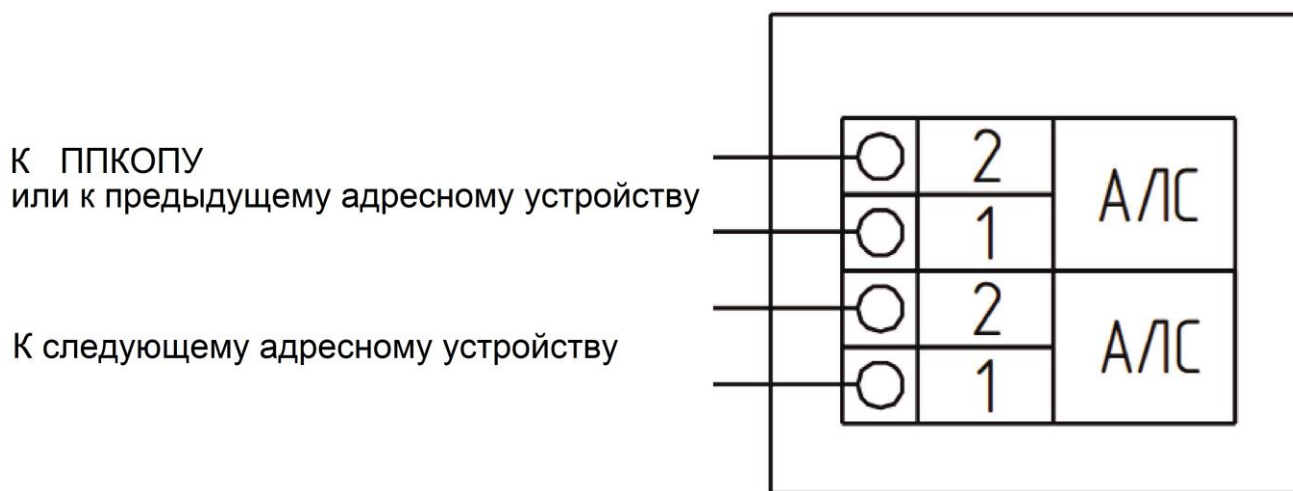 К ППКОПУ
или к предыдущему адресному устройству
К следующему адресному устройству
2
1
АЛС
2
1
АЛС